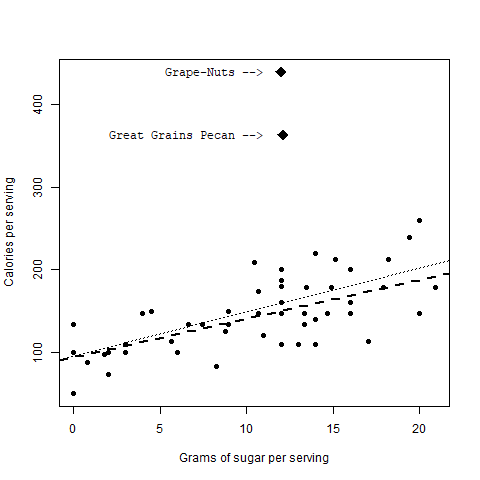 Grape-Nuts -->
Great Grains Pecan -->
Calories per serving
400
300
200
100
0 5 10 15 20
Grams of sugar per serving